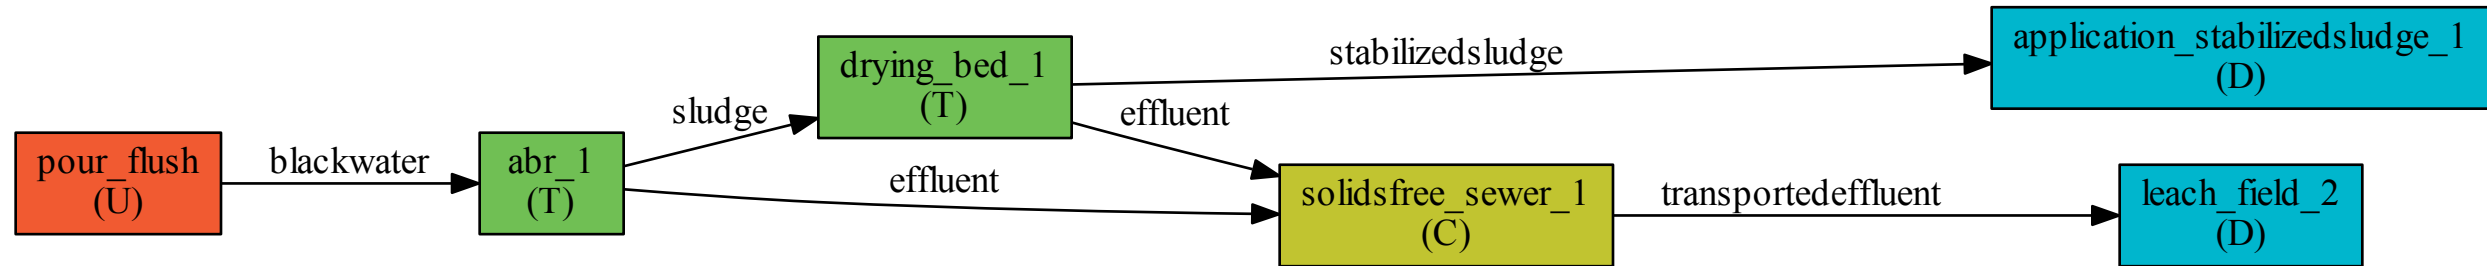 pour_flush
(U)
blackwater
abr_1
(T)
sludge
effluent
drying_bed_1
(T)
stabilizedsludge
effluent
solidsfree_sewer_1
(C)
transportedeffluent
application_stabilizedsludge_1
(D)
leach_field_2
(D)